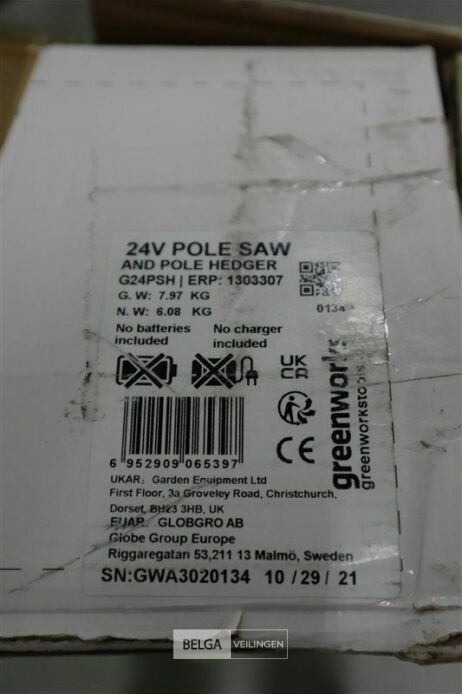 24V POLE SAW
AND POLE HEDGER
G24PSH | ERP: 1303307
G. W: 7.97 KG
N. W: 6.08 KG
0134
No batteries
included
No charger
included
UK
CA
CE
6 952909 065397
greenworks
greenworkstools
UKAR: Garden Equipment Ltd
First Floor, 3a Groveley Road, Christchurch,
Dorset, BH23 3HB, UK
EUAR: GLOBGRO AB
Globe Group Europe
Riggaregatan 53,211 13 Malmö, Sweden
SN:GWA3020134 10 / 29 / 21
BELGA VEILINGEN